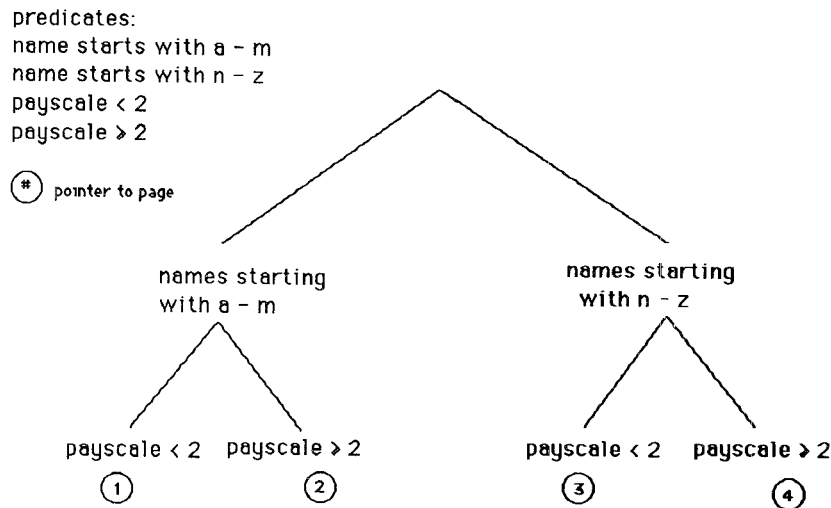 predicates:
name starts with a - m
name starts with n - z
payscale < 2
payscale ⩾ 2
# pointer to page
names starting
with a - m
names starting
with n - z
payscale < 2 payscale ⩾ 2 payscale < 2 payscale ⩾ 2
1 2 3 4